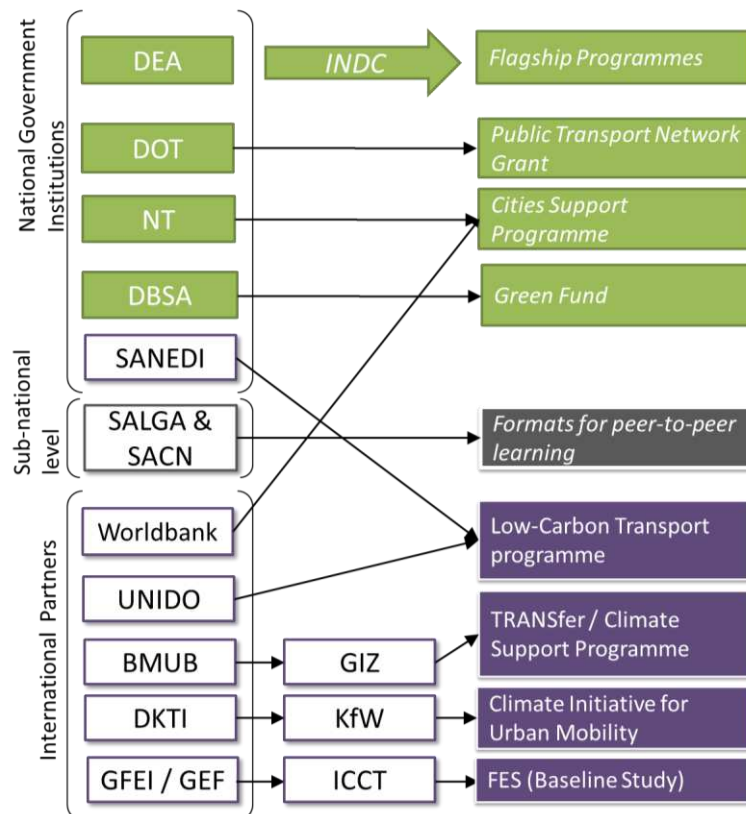 National Government
Institutions
DEA
INDC
Flagship Programmes
DOT
Public Transport Network
Grant
NT
Cities Support
Programme
DBSA
Green Fund
SANEDI
Sub-national
level
SALGA &
SACN
Formats for peer-to-peer
learning
International Partners
Worldbank
Low-Carbon Transport
programme
UNIDO
BMUB
GIZ
TRANSfer / Climate
Support Programme
DKTI
KfW
Climate Initiative for
Urban Mobility
GFEI / GEF
ICCT
FES (Baseline Study)